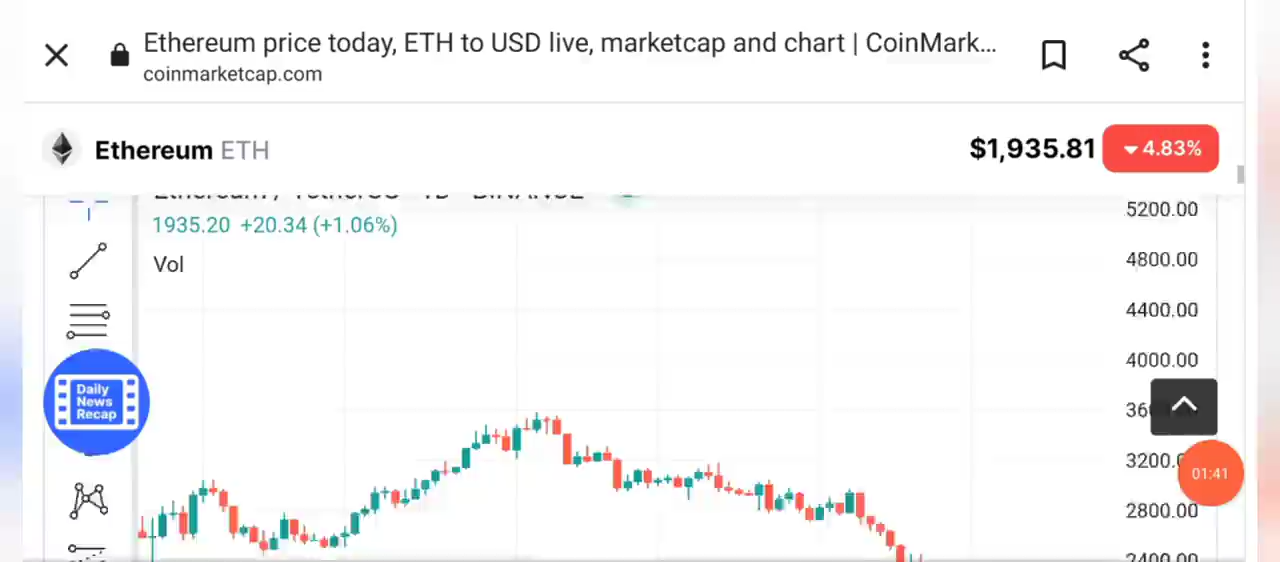 Ethereum price today, ETH to USD live, marketcap and chart | CoinMark...
coinmarketcap.com
Ethereum ETH
$1,935.81
4.83%
5200.00
1935.20 +20.34 (+1.06%)
Vol
4800.00
4400.00
4000.00
Daily
News
Recap
3200.
01:41
2800.00
2400.00